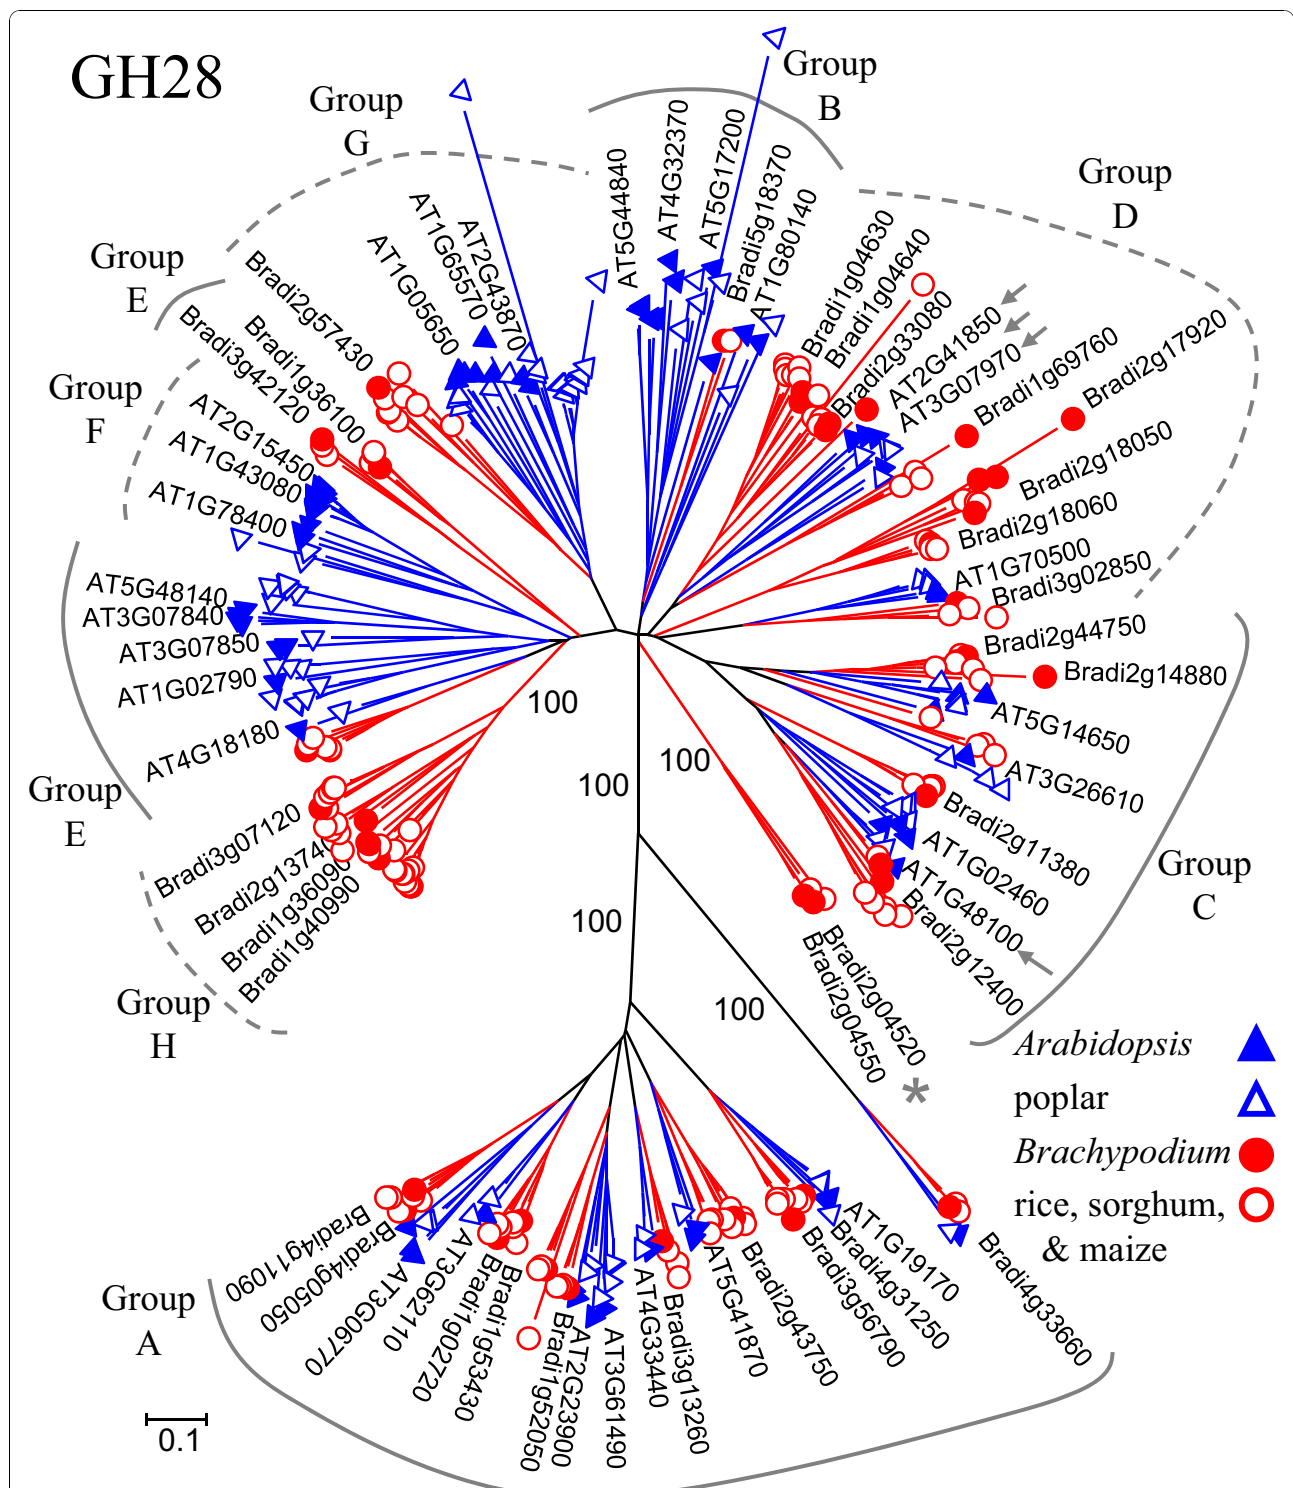 GH28
Group
G
Group
B
Group
D
Group
E
Group
F
AT5G44840
AT4G32370
AT5G17200
Bradi5g18370
AT1G80140
Bradi1g04630
Bradi1g04640
Bradi2g33080
AT2G41850
AT3G07970
Bradi1g69760
Bradi2g17920
Bradi2g18050
Bradi2g18060
AT1G70500
Bradi3g02850
Bradi2g44750
Bradi2g14880
AT5G14650
AT3G26610
Bradi2g11380
AT1G02460
AT1G48100
Bradi2g12400
Group
C
Bradi2g04520
Bradi2g04550
*
AT2G43870
AT1G65570
AT1G05650
Bradi2g57430
Bradi1g36100
Bradi3g42120
AT2G15450
AT1G43080
AT1G78400
AT5G48140
AT3G07840
AT3G07850
AT1G02790
AT4G18180
Group
E
Bradi3g07120
Bradi2g13740
Bradi1g36090
Bradi1g40990
Group
H
100
100
100
100
100
Arabidopsis
poplar
Brachypodium
rice, sorghum,
& maize
Bradi4g11090
Bradi4g05050
AT3G06770
AT3G62110
Bradi1g02720
Bradi1g53430
Bradi1g52050
AT2G23900
AT3G61490
AT4G33440
Bradi3g13260
AT5G41870
Bradi2g43750
Bradi3g56790
Bradi4g31250
AT1G19170
Bradi4g33660
Group
A
0.1